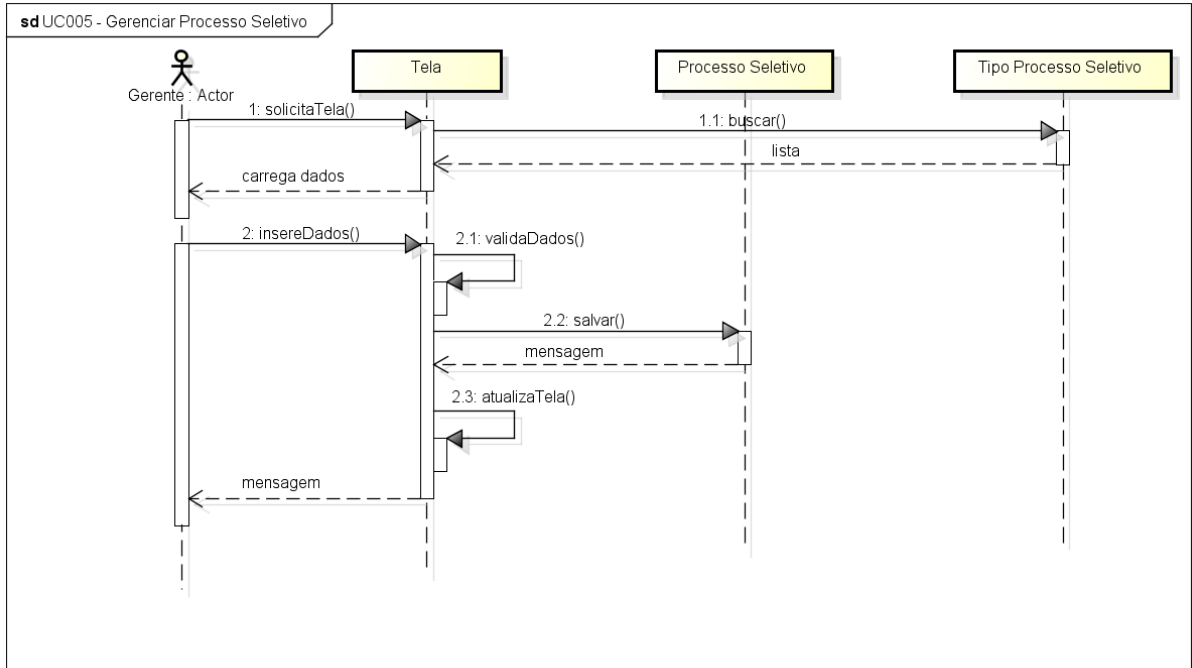 sd UC005 - Gerenciar Processo Seletivo
Gerente : Actor
Tela
Processo Seletivo
Tipo Processo Seletivo
1: solicitaTela()
1.1: buscar()
lista
carrega dados
2: insereDados()
2.1: validaDados()
2.2: salvar()
mensagem
2.3: atualizaTela()
mensagem